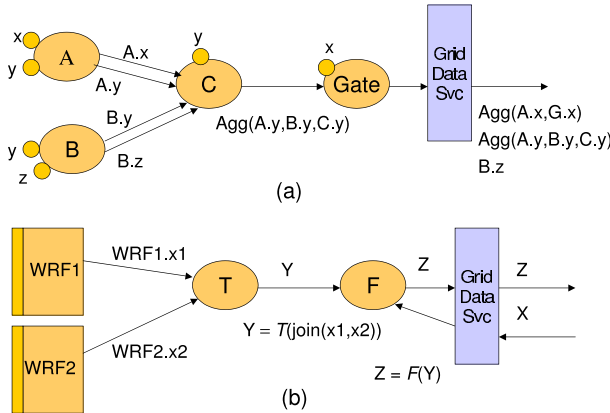 x
y
A
A.x
A.y
y
C
B.y
B.z
y
z
B
Agg(A.y,B.y,C.y)
x
Gate
Grid
Data
Svc
Agg(A.x,G.x)
Agg(A.y,B.y,C.y)
B.z
(a)
WRF1
WRF1.x1
WRF2
WRF2.x2
T
Y
Y = T(join(x1,x2))
F
Z
Z = F(Y)
Grid
Data
Svc
Z
X
(b)